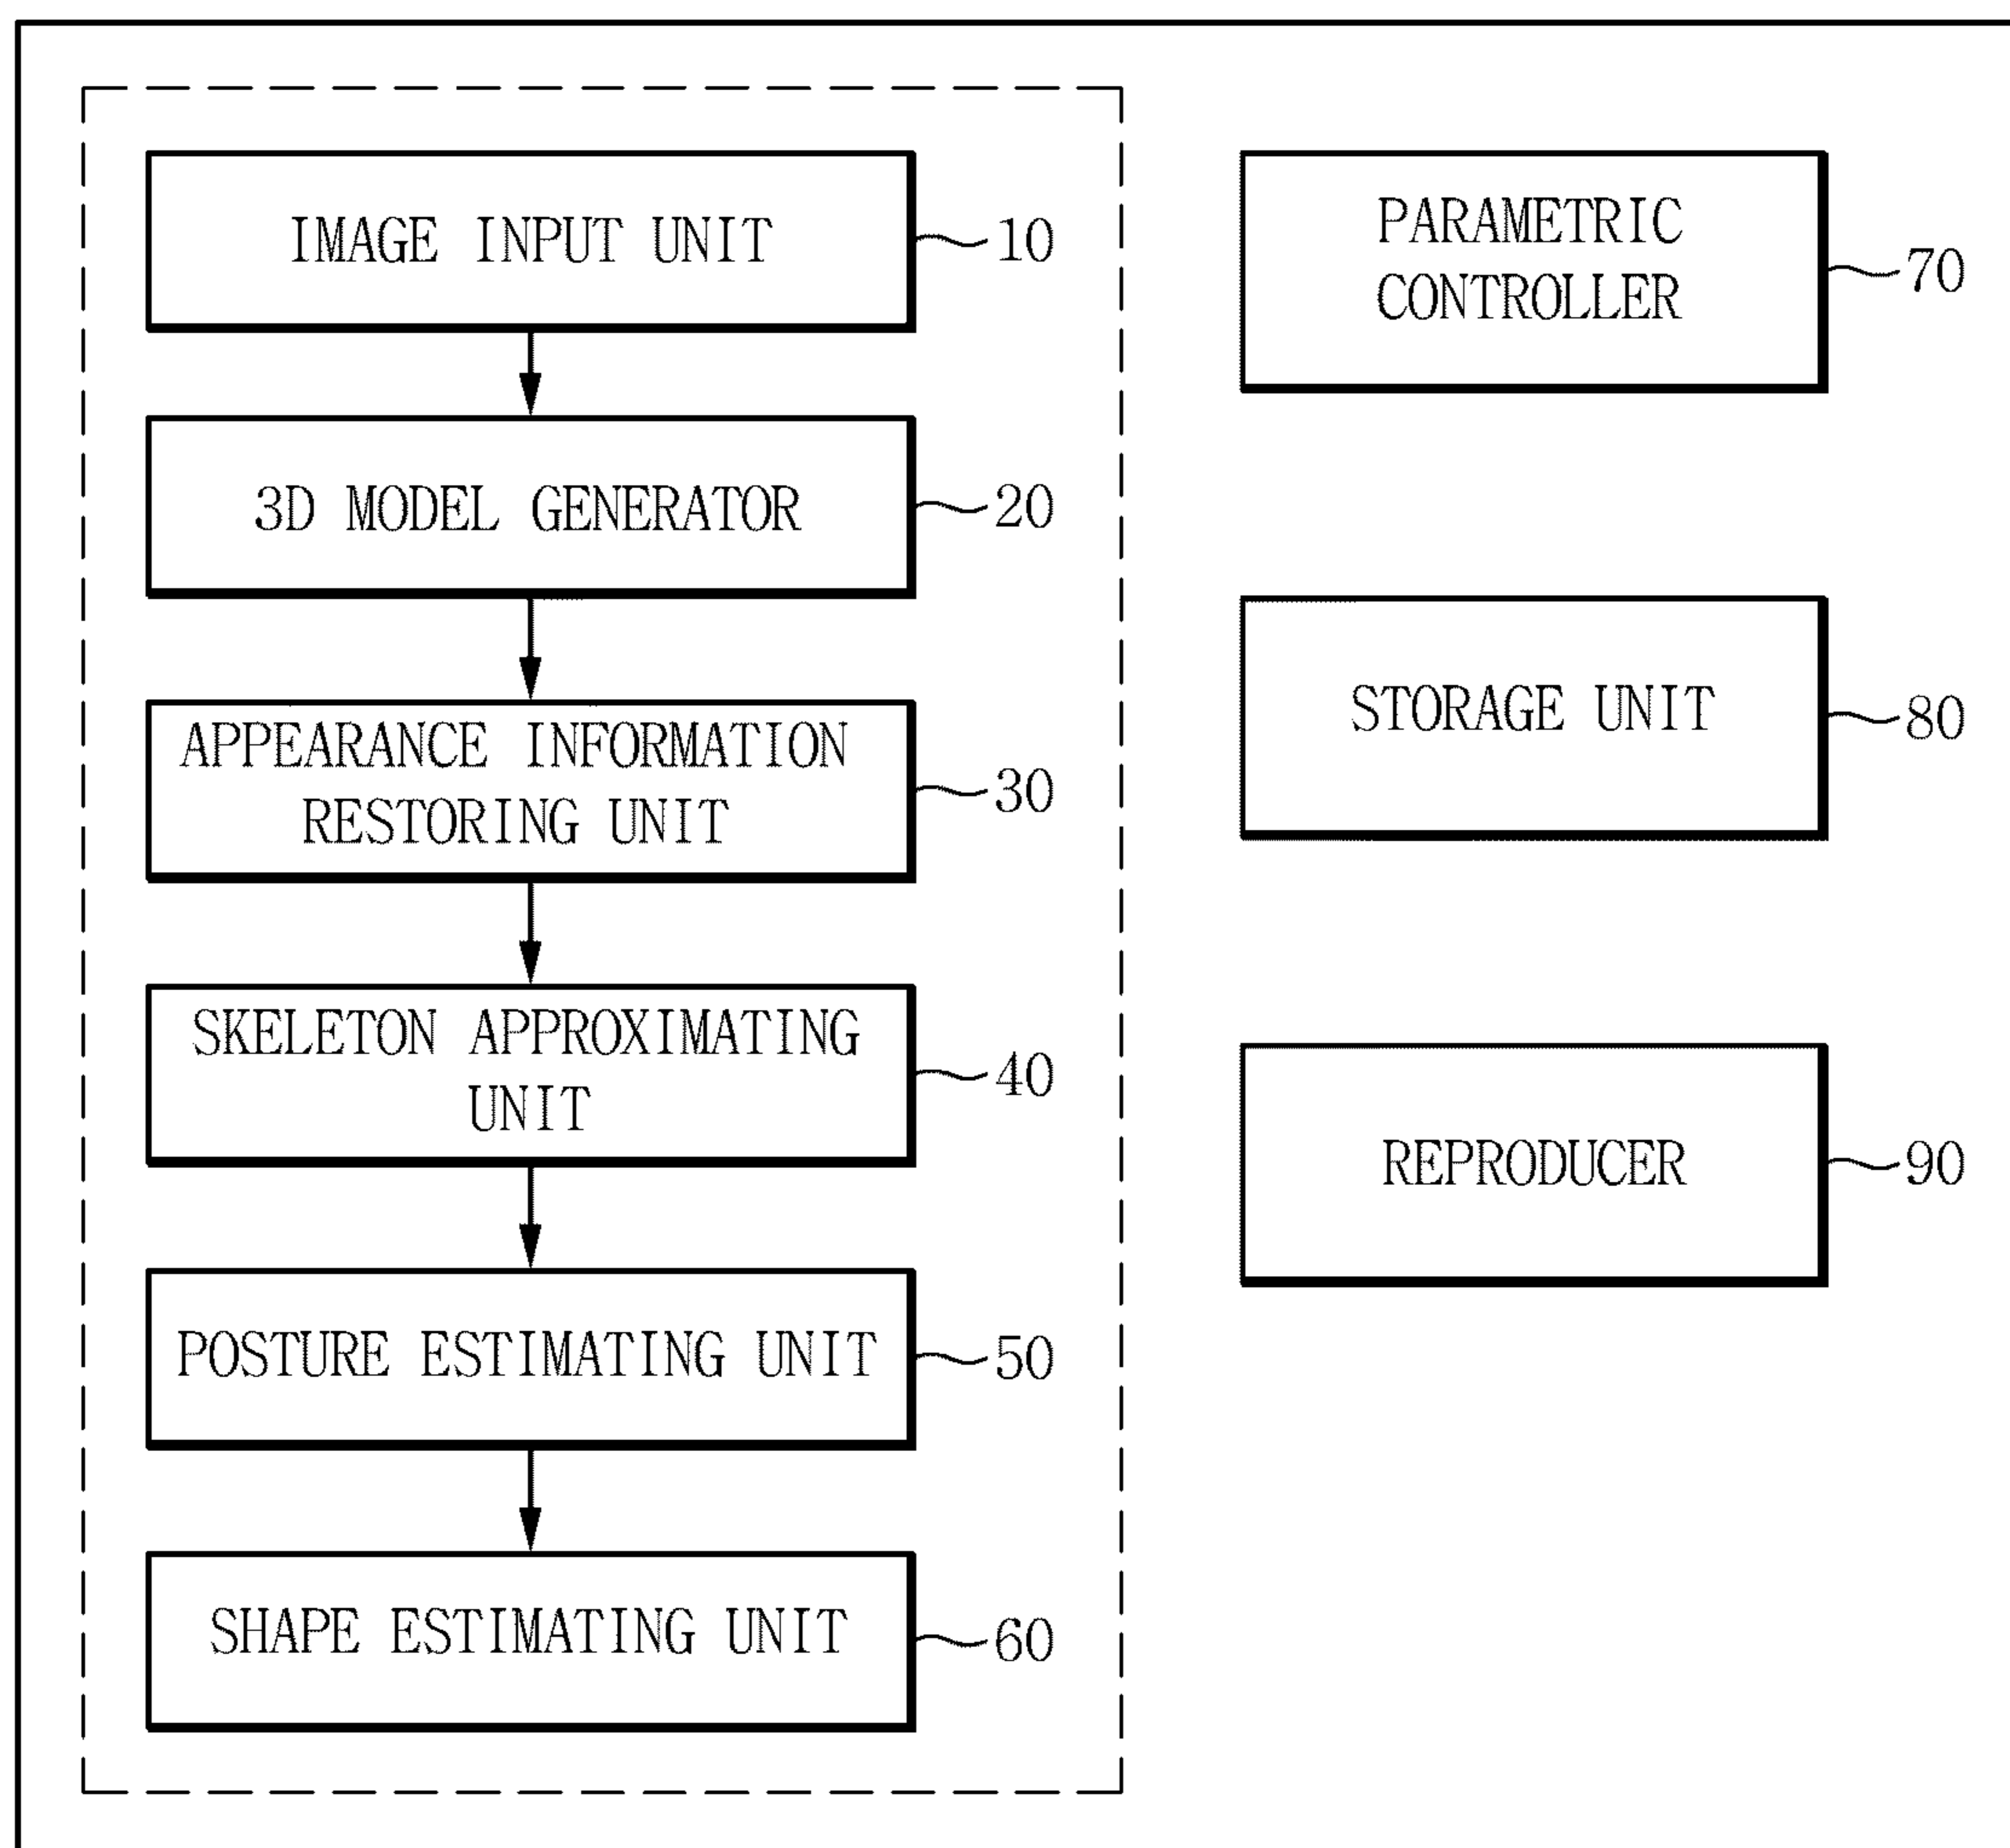 IMAGE INPUT UNIT
10
3D MODEL GENERATOR
20
APPEARANCE INFORMATION
RESTORING UNIT
30
SKELETON APPROXIMATING
UNIT
40
POSTURE ESTIMATING UNIT
50
SHAPE ESTIMATING UNIT
60
PARAMETRIC
CONTROLLER
70
STORAGE UNIT
80
REPRODUCER
90